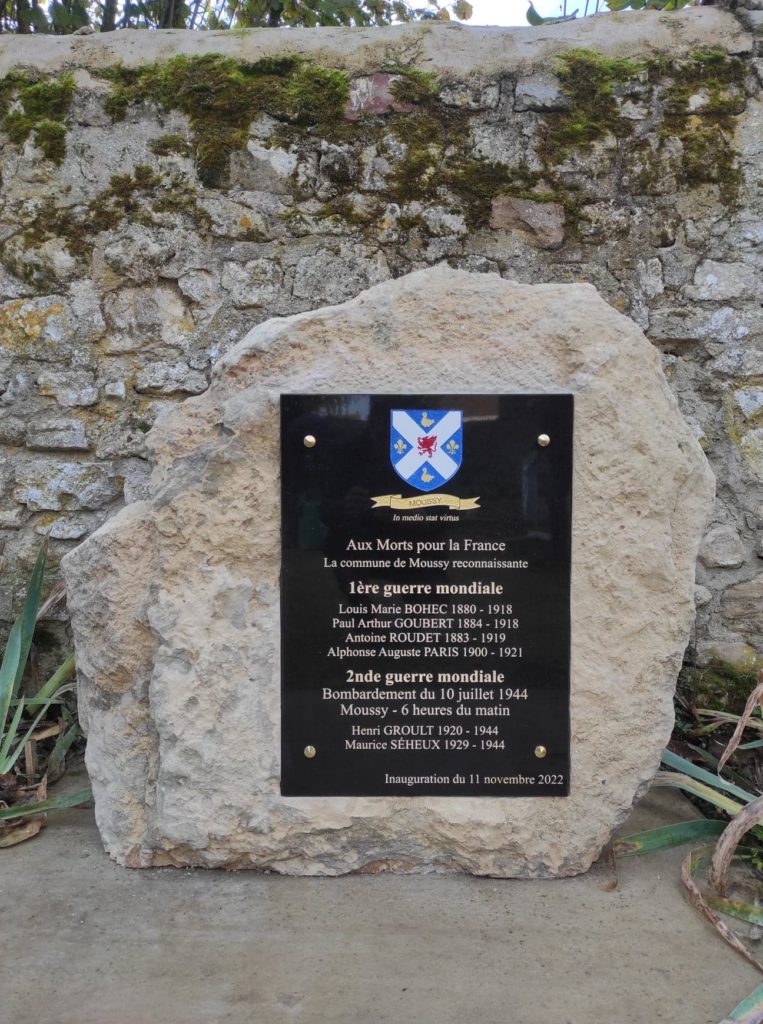 MOUSSY
In medio stat virtus
Aux Morts pour la France
La commune de Moussy reconnaissante
1ère guerre mondiale
Louis Marie BOHEC 1880 - 1918
Paul Arthur GOUBERT 1884 - 1918
Antoine ROUDET 1883 - 1919
Alphonse Auguste PARIS 1900 - 1921
2nde guerre mondiale
Bombardement du 10 juillet 1944
Moussy - 6 heures du matin
Henri GROULT 1920 - 1944
Maurice SÉHEUX 1929 - 1944
Inauguration du 11 novembre 2022